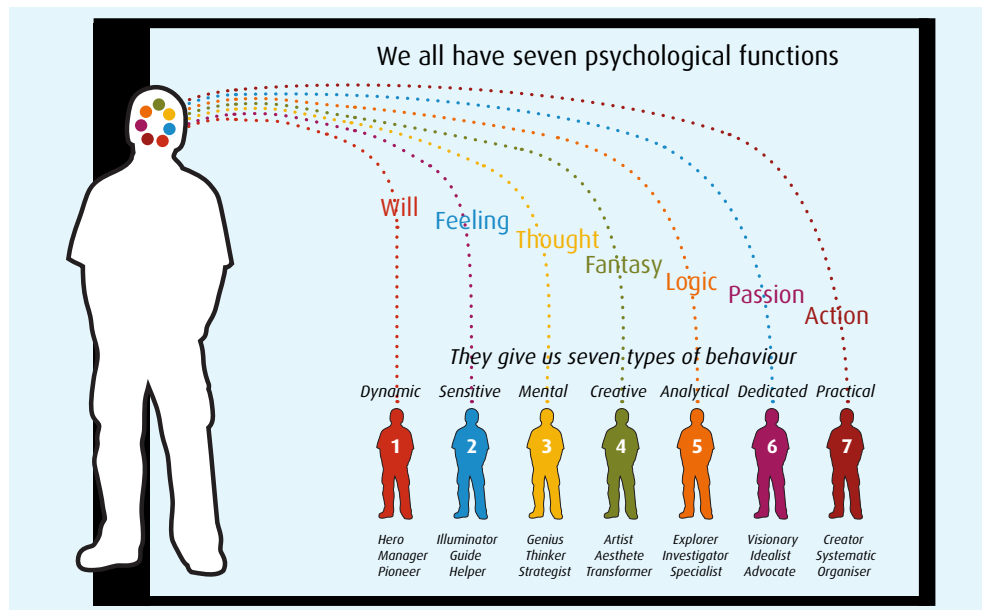 We all have seven psychological functions
Will
Feeling
Thought
Fantasy
Logic
Passion
Action
They give us seven types of behaviour
Dynamic Sensitive Mental Creative Analytical Dedicated Practical
1 2 3 4 5 6 7
Hero Illuminator Genius Artist Explorer Visionary Creator
Manager Guide Thinker Aesthete Investigator Idealist Systematic
Pioneer Helper Strategist Transformer Specialist Advocate Organiser